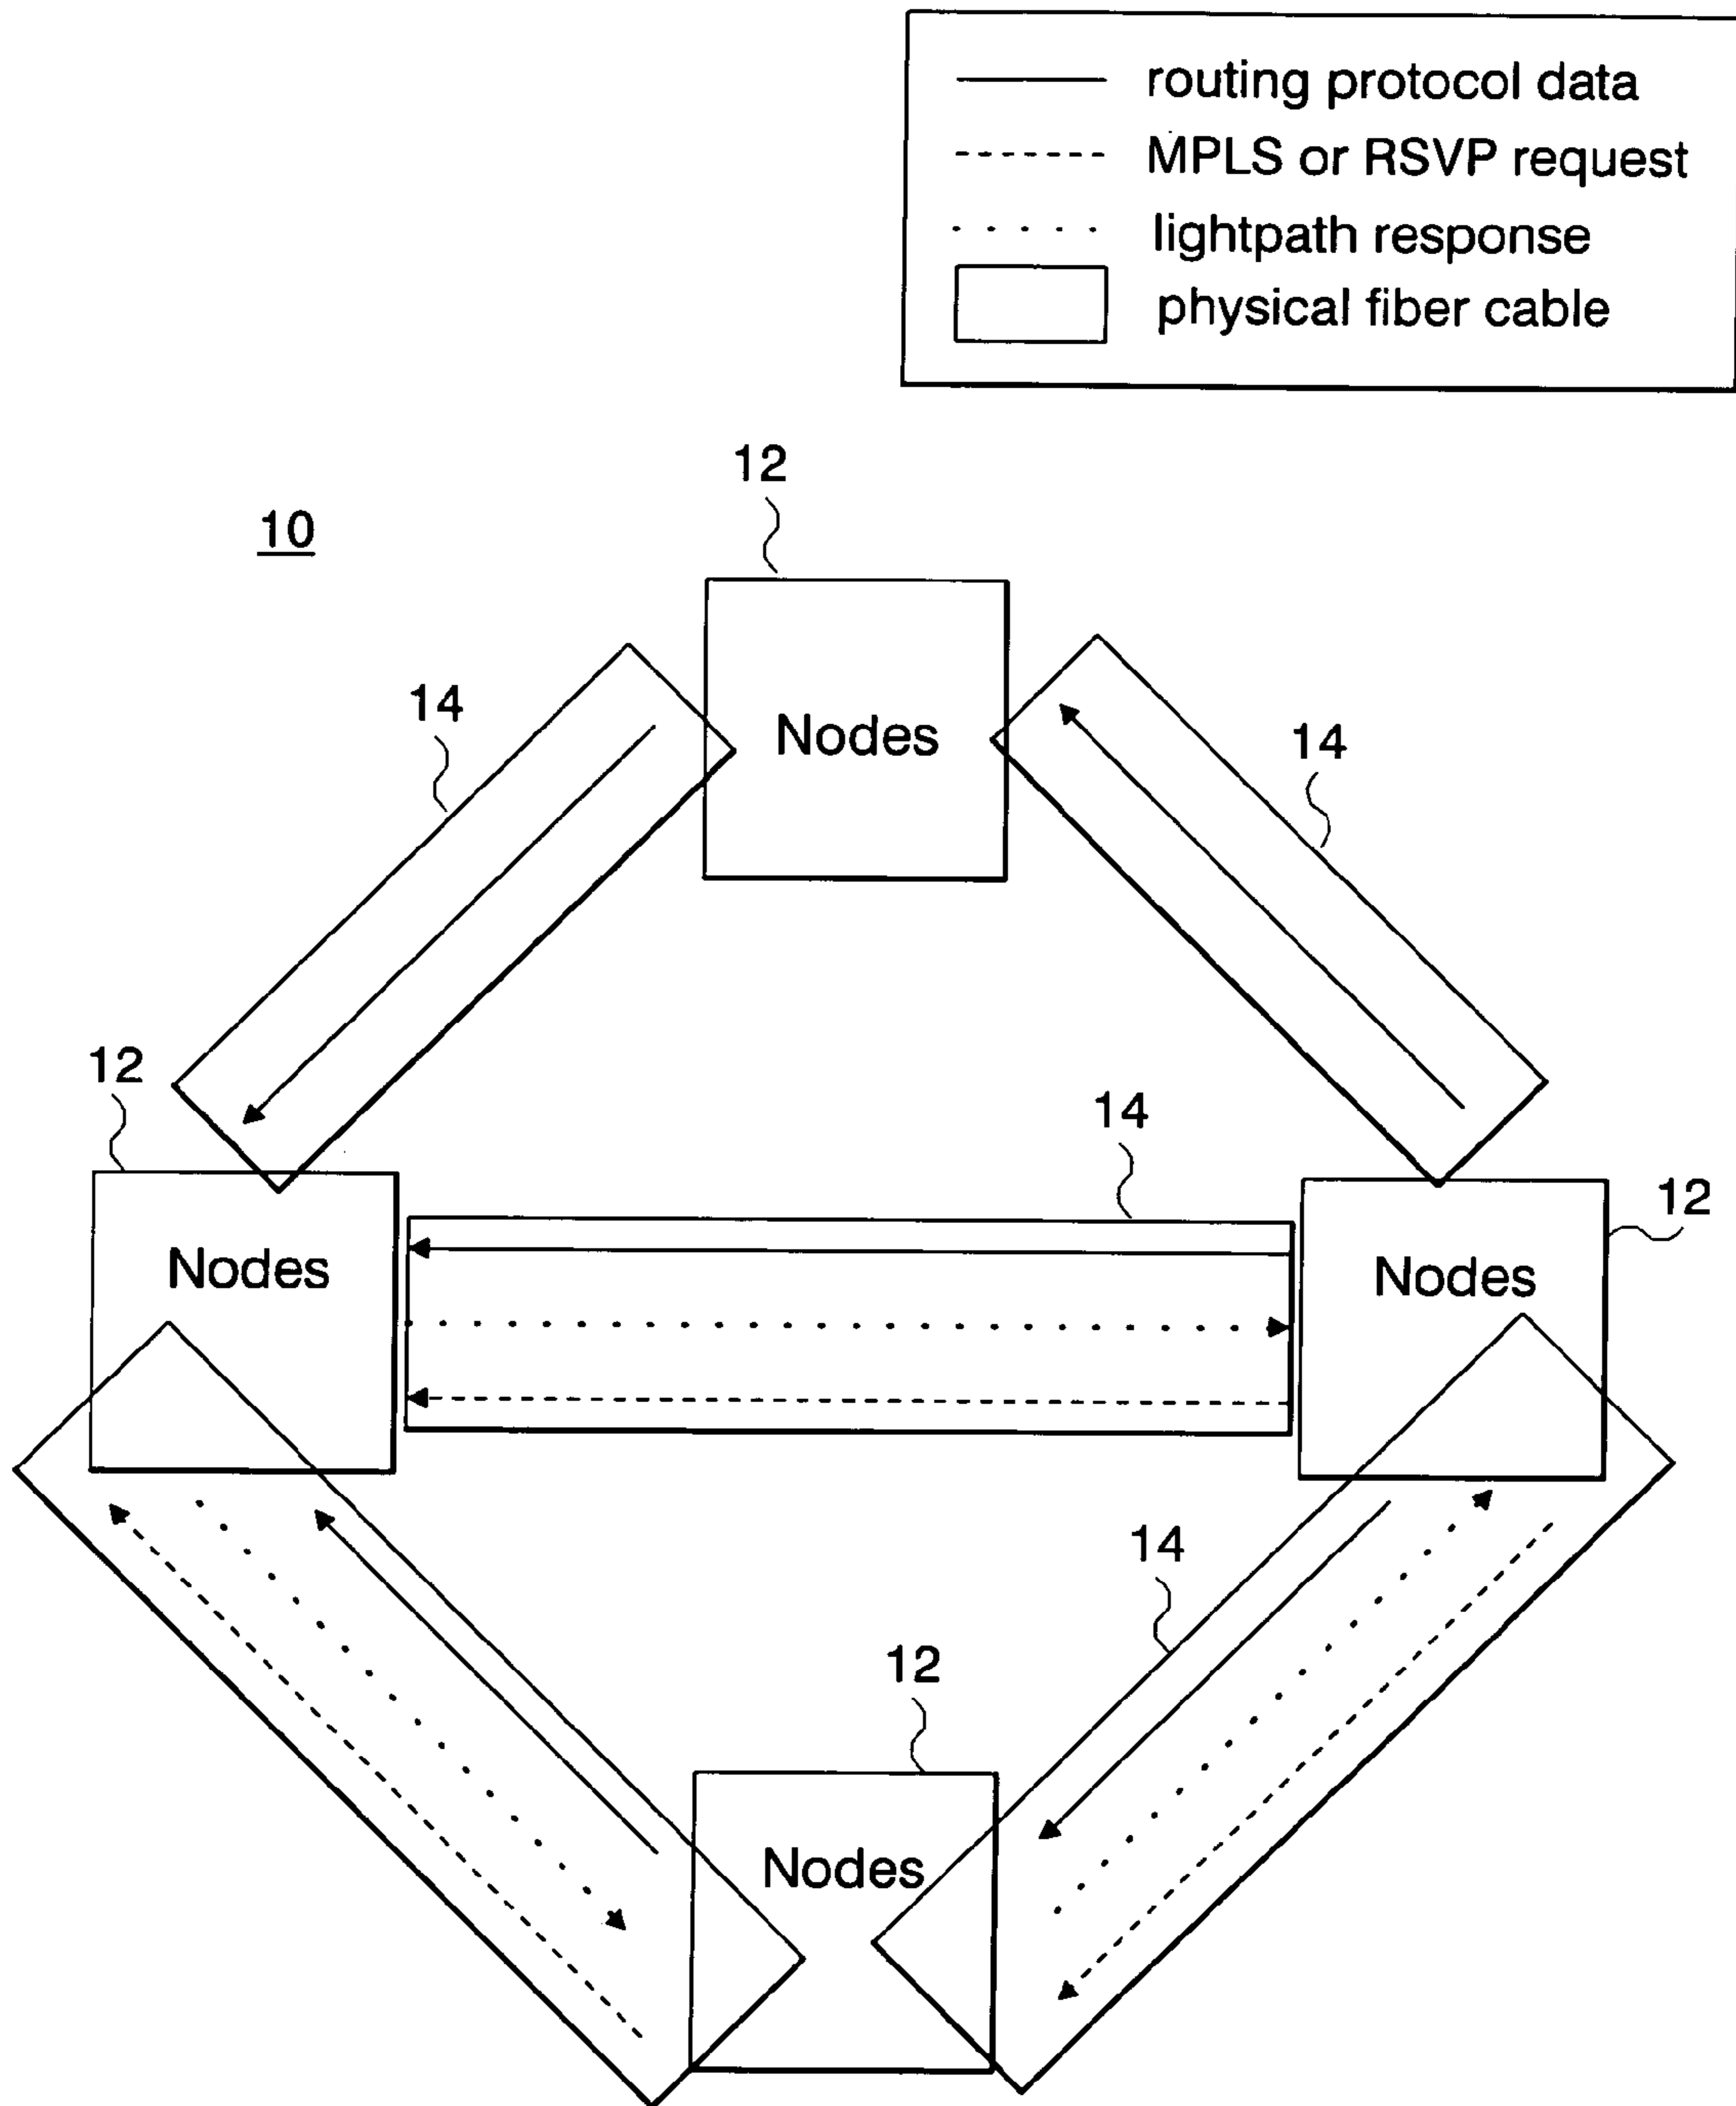 routing protocol data
MPLS or RSVP request
lightpath response
physical fiber cable
12
10
Nodes
14
14
12
14
12
Nodes
Nodes
14
12
Nodes